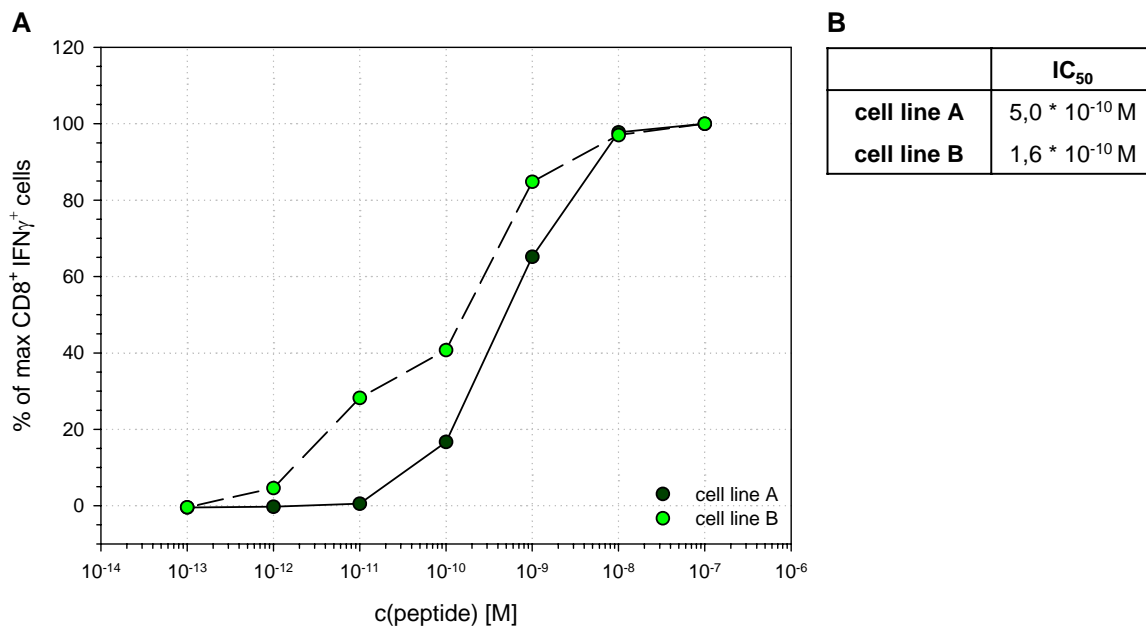 A
% of max CD8⁺ IFNγ⁺ cells
120
100
80
60
40
20
0
cell line A
cell line B
10⁻¹⁴ 10⁻¹³ 10⁻¹² 10⁻¹¹ 10⁻¹⁰ 10⁻⁹ 10⁻⁸ 10⁻⁷ 10⁻⁶
c(peptide) [M]
B
IC₅₀
cell line A 5,0 * 10⁻¹⁰ M
cell line B 1,6 * 10⁻¹⁰ M